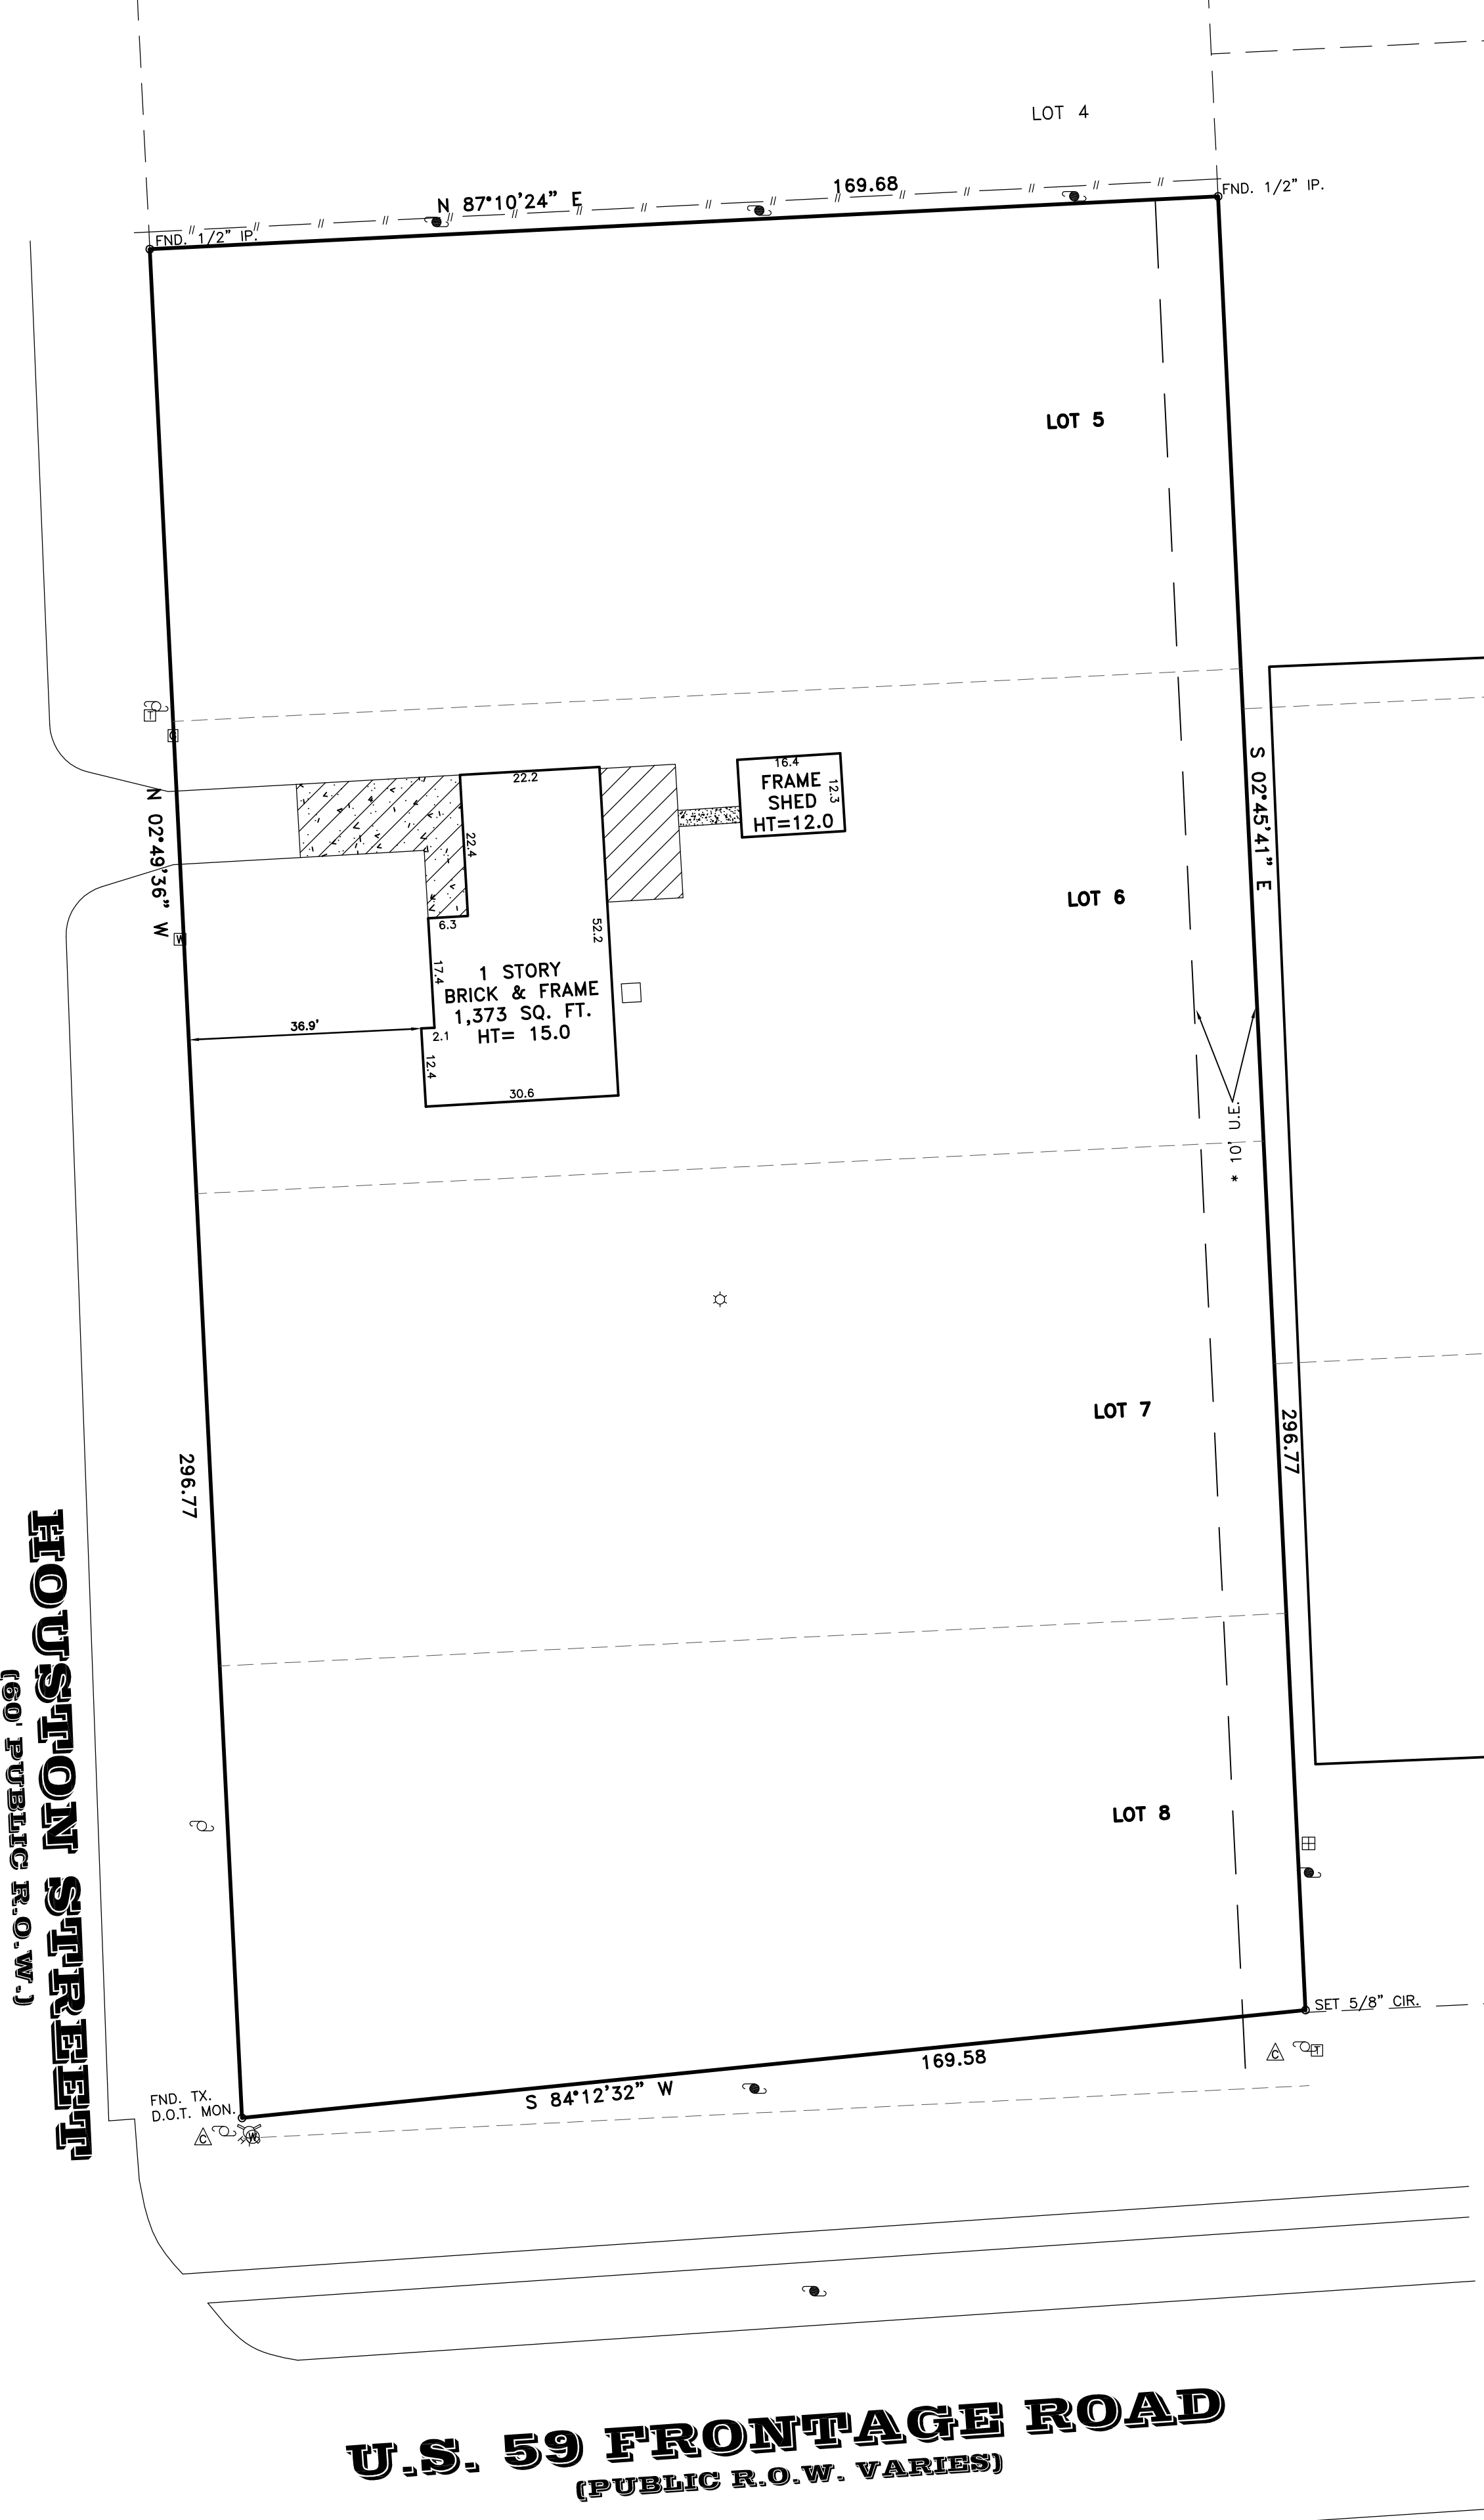 LOT 4
N 87°10'24" E
169.68
FND. 1/2" IP.
FND. 1/2" IP.
LOT 5
T
G
N 02°49'36" W
W
22.2
22.4
6.3
17.4
2.1
12.4
52.2
30.6
1 STORY
BRICK & FRAME
1,373 SQ. FT.
HT= 15.0
36.9'
16.4
12.3
FRAME
SHED
HT=12.0
S 02°45'41" E
LOT 6
* 10' U.E.
LOT 7
296.77
296.77
HOUSTON STREET
(60' PUBLIC R.O.W.)
LOT 8
SET 5/8" CIR.
C
T
169.58
S 84°12'32" W
FND. TX.
D.O.T. MON.
C
W
U.S. 59 FRONTAGE ROAD
(PUBLIC R.O.W. VARIES)